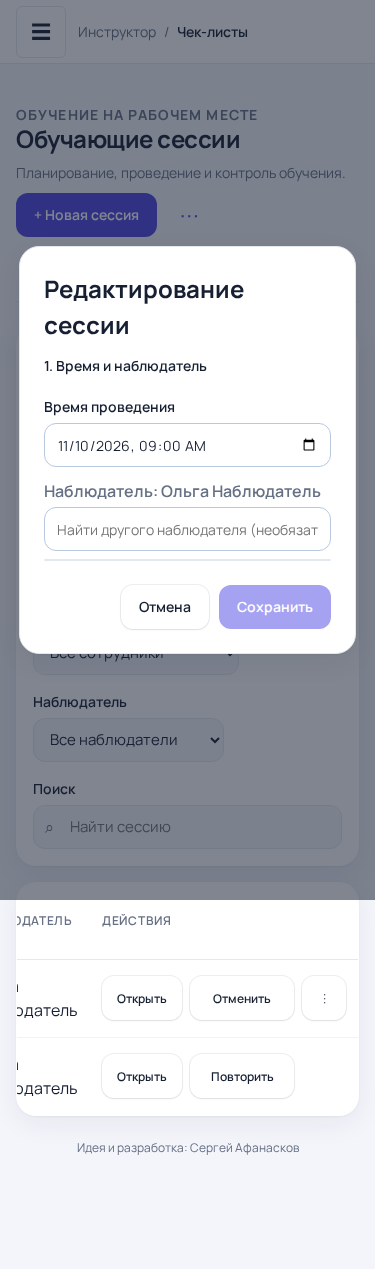 ☰ Инструктор / Чек-листы
ОБУЧЕНИЕ НА РАБОЧЕМ МЕСТЕ
Обучающие сессии
Планирование, проведение и контроль обучения.
+ Новая сессия ...
Редактирование
сессии
1. Время и наблюдатель
Время проведения
11/10/2026, 09:00 AM
Наблюдатель: Ольга Наблюдатель
Найти другого наблюдателя (необязат
Отмена Сохранить
Все сотрудники
Наблюдатель
Все наблюдатели
Поиск
Найти сессию
ДЕЙСТВИЯ
Открыть Отменить ⋮
Открыть Повторить
Идея и разработка: Сергей Афанасков